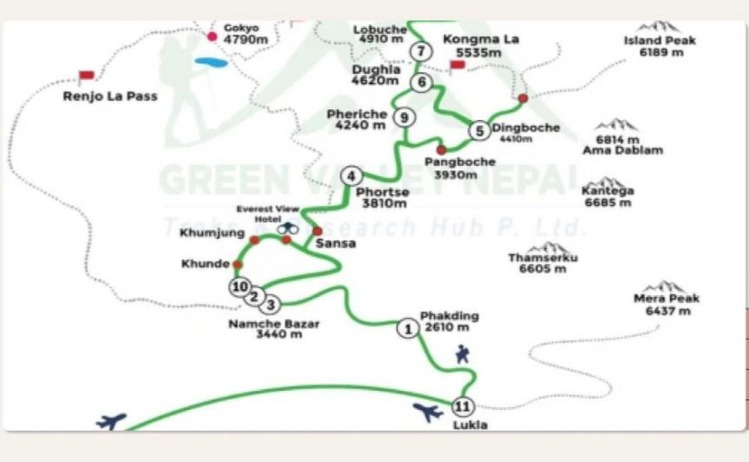 Gokyo
4790m
Lobuche
4910 m
7
Kongma La
5535m
Island Peak
6189 m
Renjo La Pass
Dughla
4620m
6
Pheriche
4240 m
9
5
Dingboche
4410m
6814 m
Ama Dablam
Pangboche
3930m
4
Phortse
3810m
GREEN VALLEY NEPAL
Kantega
6685 m
Everest View
Hotel
Treks & Research Hub P. Ltd.
Khumjung
Sansa
Khunde
Thamserku
6605 m
10
2
3
Namche Bazar
3440 m
Mera Peak
6437 m
1
Phakding
2610 m
11
Lukla